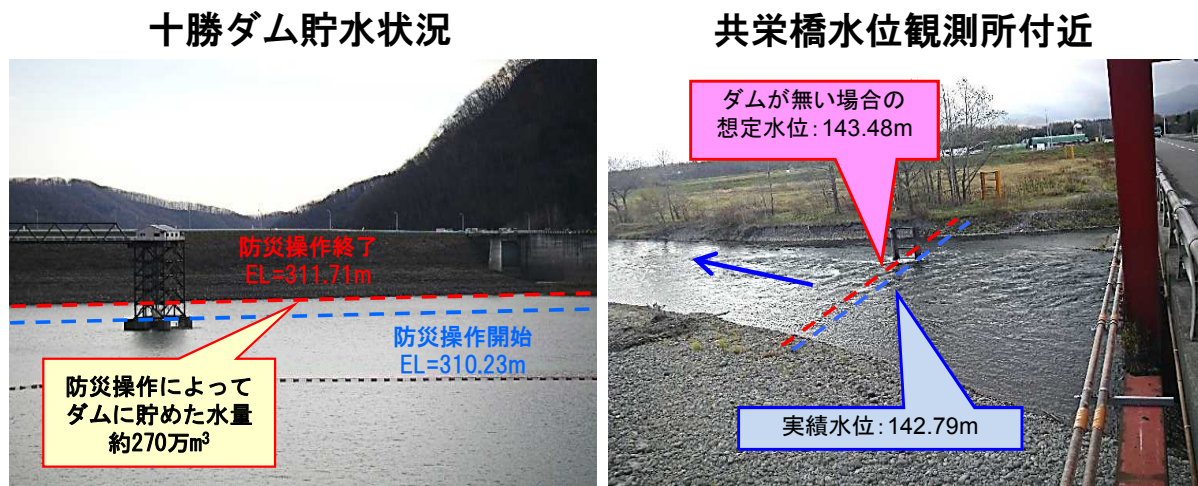 十勝ダム貯水状況
防災操作終了
EL=311.71m
防災操作開始
EL=310.23m
防災操作によって
ダムに貯めた水量
約270万m³
共栄橋水位観測所付近
ダムが無い場合の
想定水位：143.48m
実績水位：142.79m